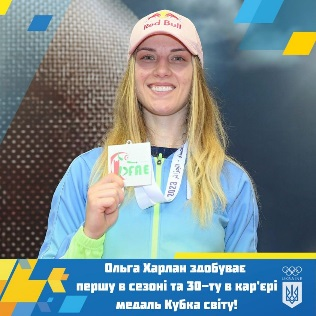 Red Bull
2023
Ольга Харлан здобуває
першу в сезоні та 30-ту в кар'єрі
медаль Кубка світу!